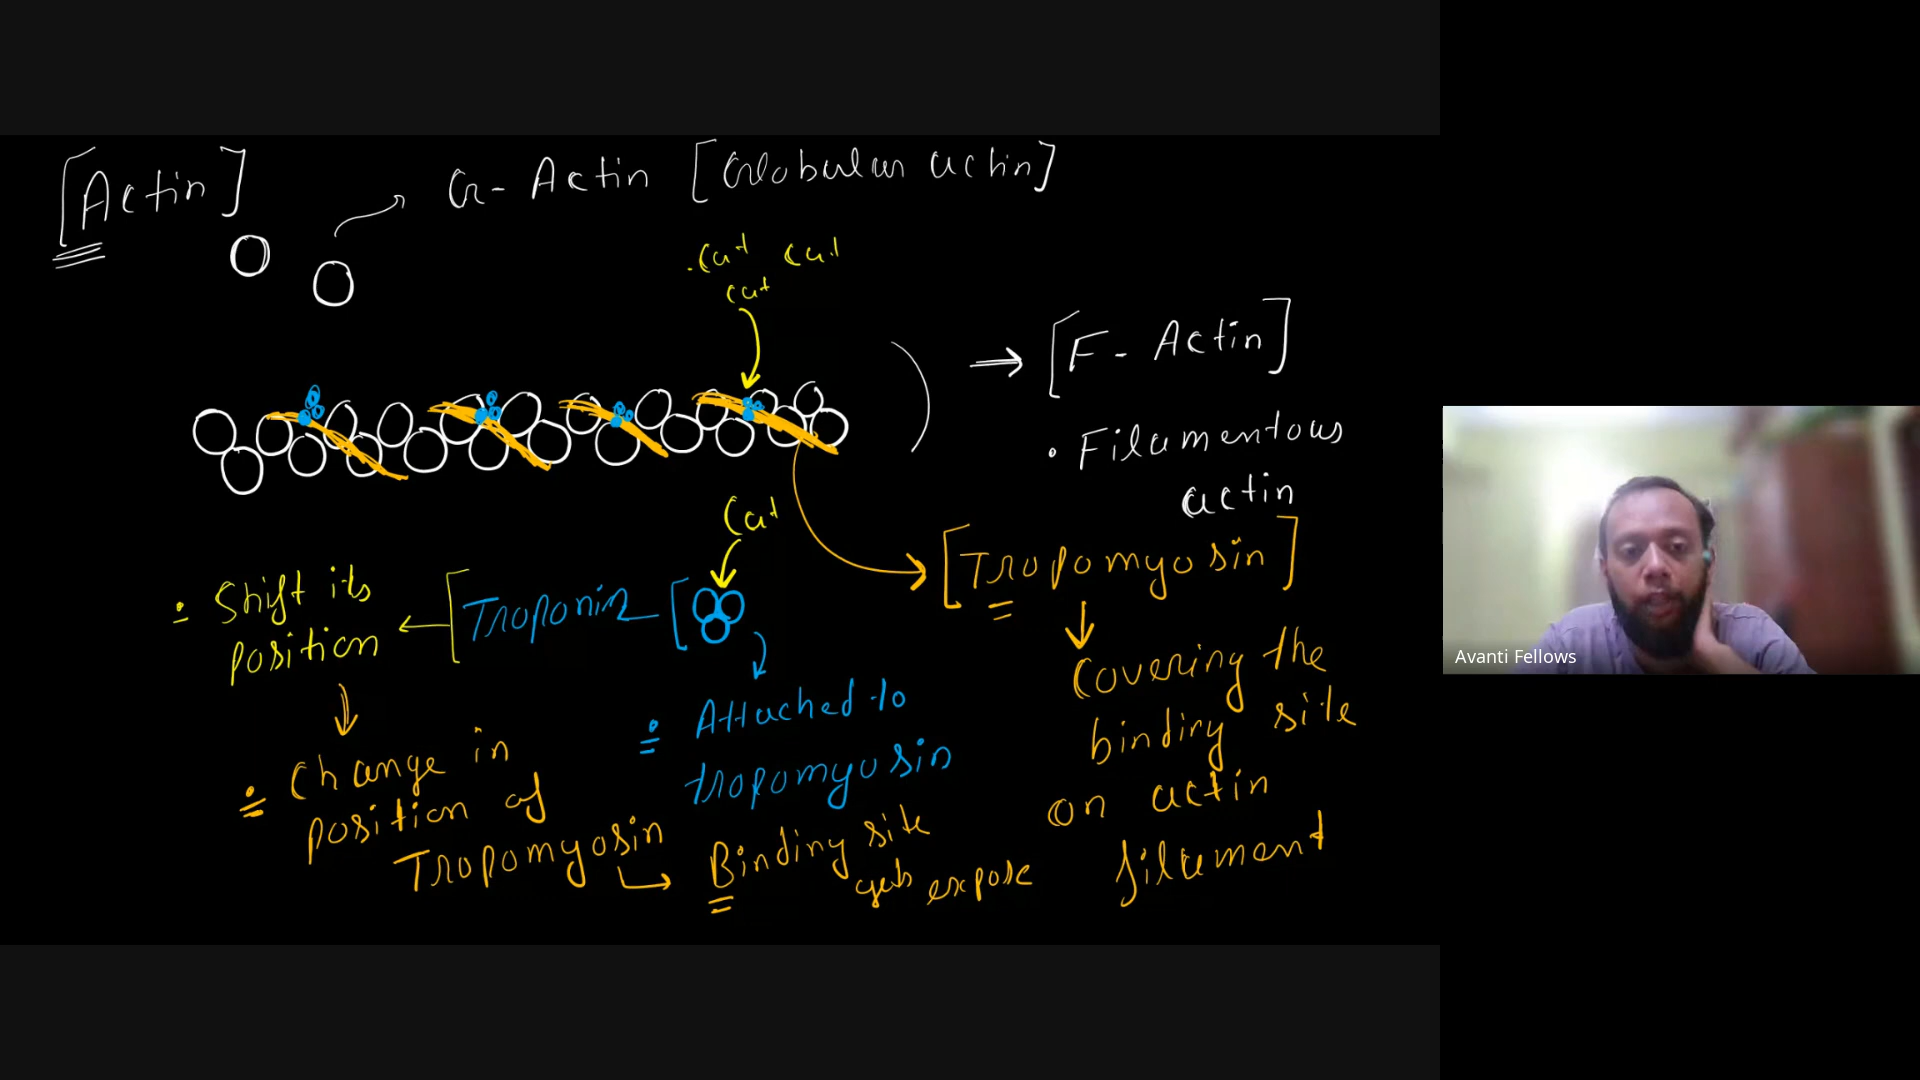 [Actin]
G-Actin [Globular actin]
Ca+ Ca+
Ca+
⇒ [F-Actin]
• Filamentous
actin
Ca+
[Tropomyosin]
Shift its
position
[Troponin - [
Covering the
binding site
on actin
filament
Attached to
tropomyosin
Change in
position of
Tropomyosin
Binding site
gets expose
Avanti Fellows